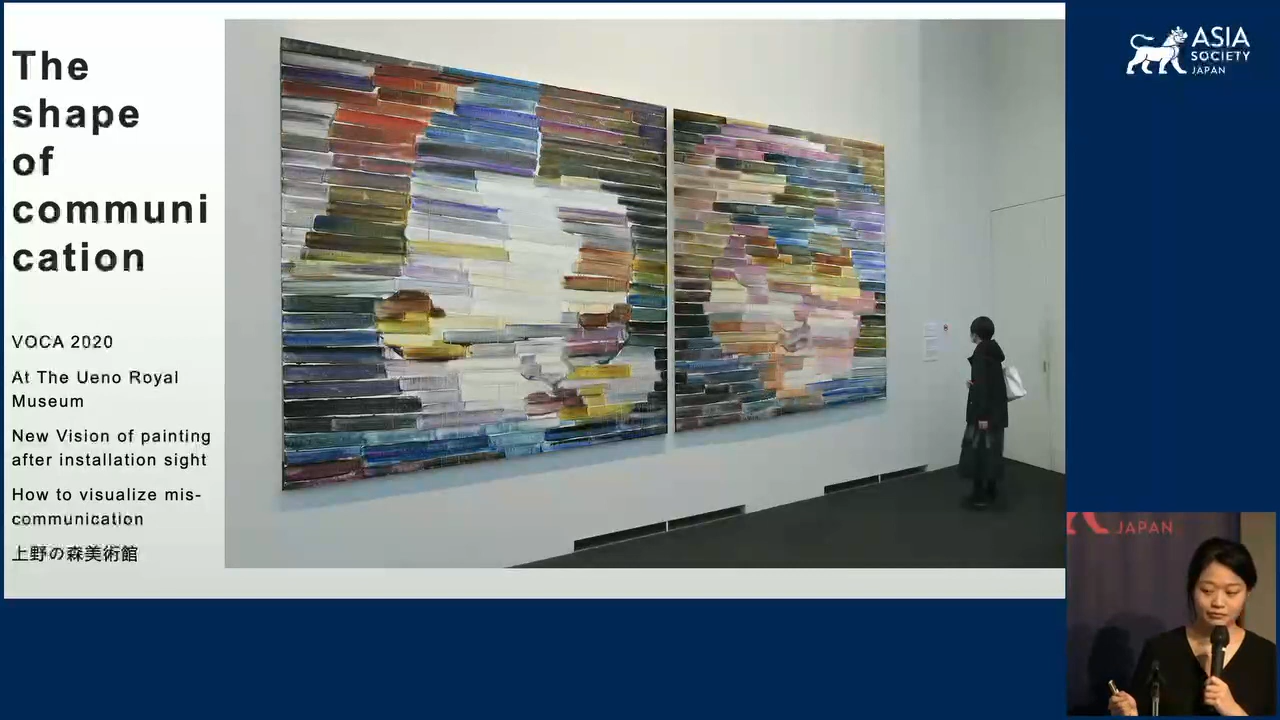 The
shape
of
communi
cation
VOCA 2020
At The Ueno Royal
Museum
New Vision of painting
after installation sight
How to visualize mis-
communication
上野の森美術館
ASIA
SOCIETY
JAPAN
JAPAN